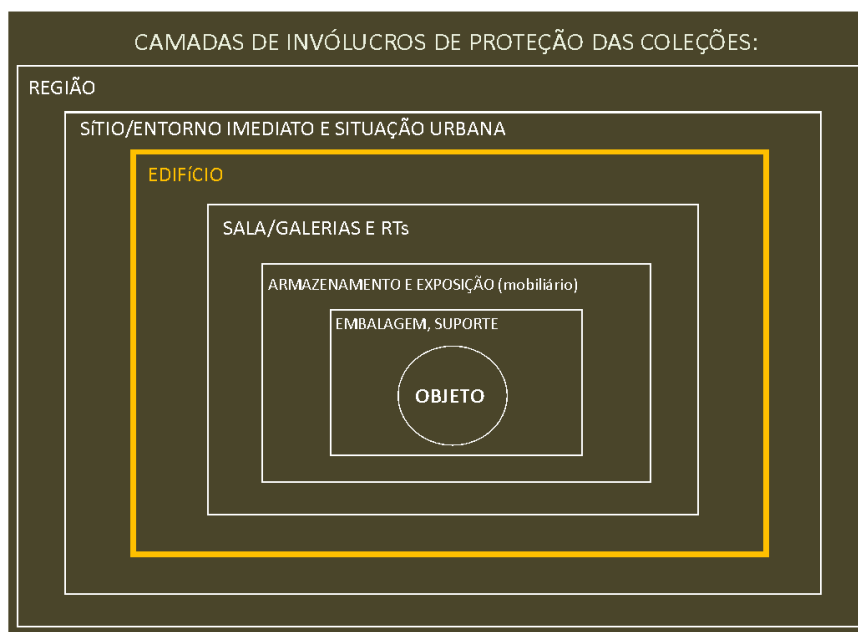 CAMADAS DE INVÓLUCROS DE PROTEÇÃO DAS COLEÇÕES:
REGIÃO
SíTIO/ENTORNO IMEDIATO E SITUAÇÃO URBANA
EDIFíCIO
SALA/GALERIAS E RTs
ARMAZENAMENTO E EXPOSIÇÃO (mobiliário)
EMBALAGEM, SUPORTE
OBJETO